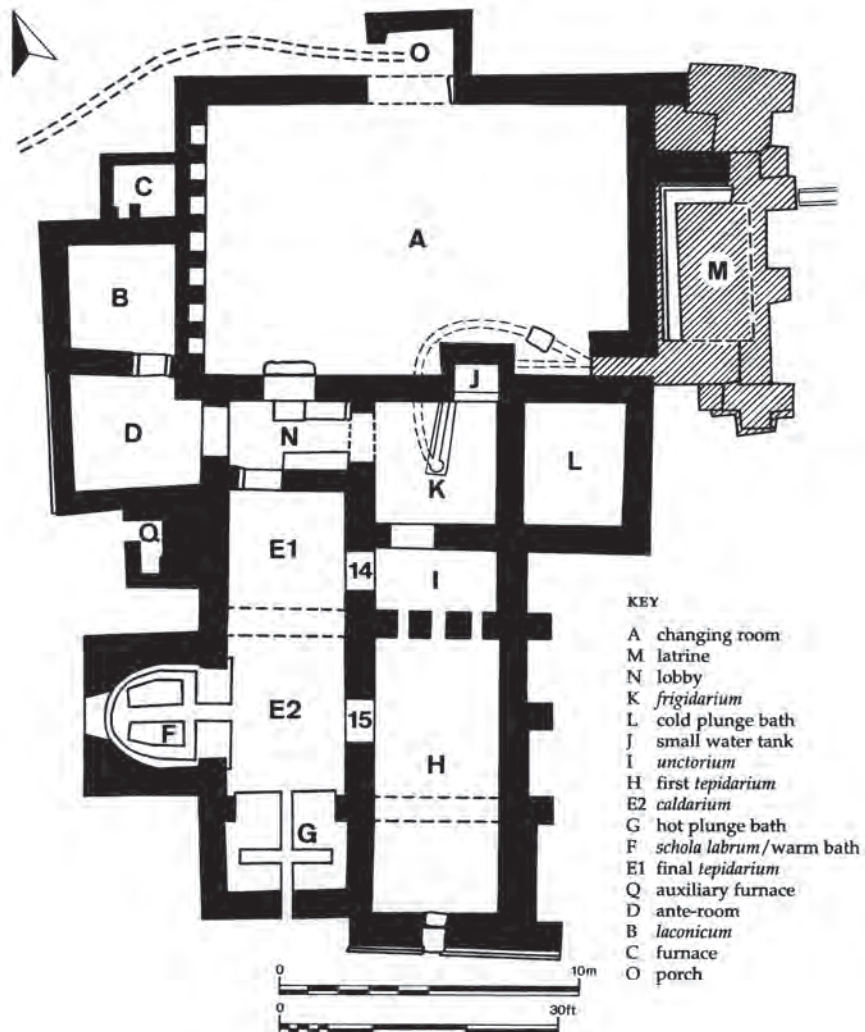 O
C
A
B
M
J
D
N
K
L
Q
E1
14
I
F
E2
15
H
G
KEY
A changing room
M latrine
N lobby
K frigidarium
L cold plunge bath
J small water tank
I unctorium
H first tepidarium
E2 caldarium
G hot plunge bath
F schola labrum/warm bath
E1 final tepidarium
Q auxiliary furnace
D ante-room
B laconicum
C furnace
O porch
0 10m
0 30ft